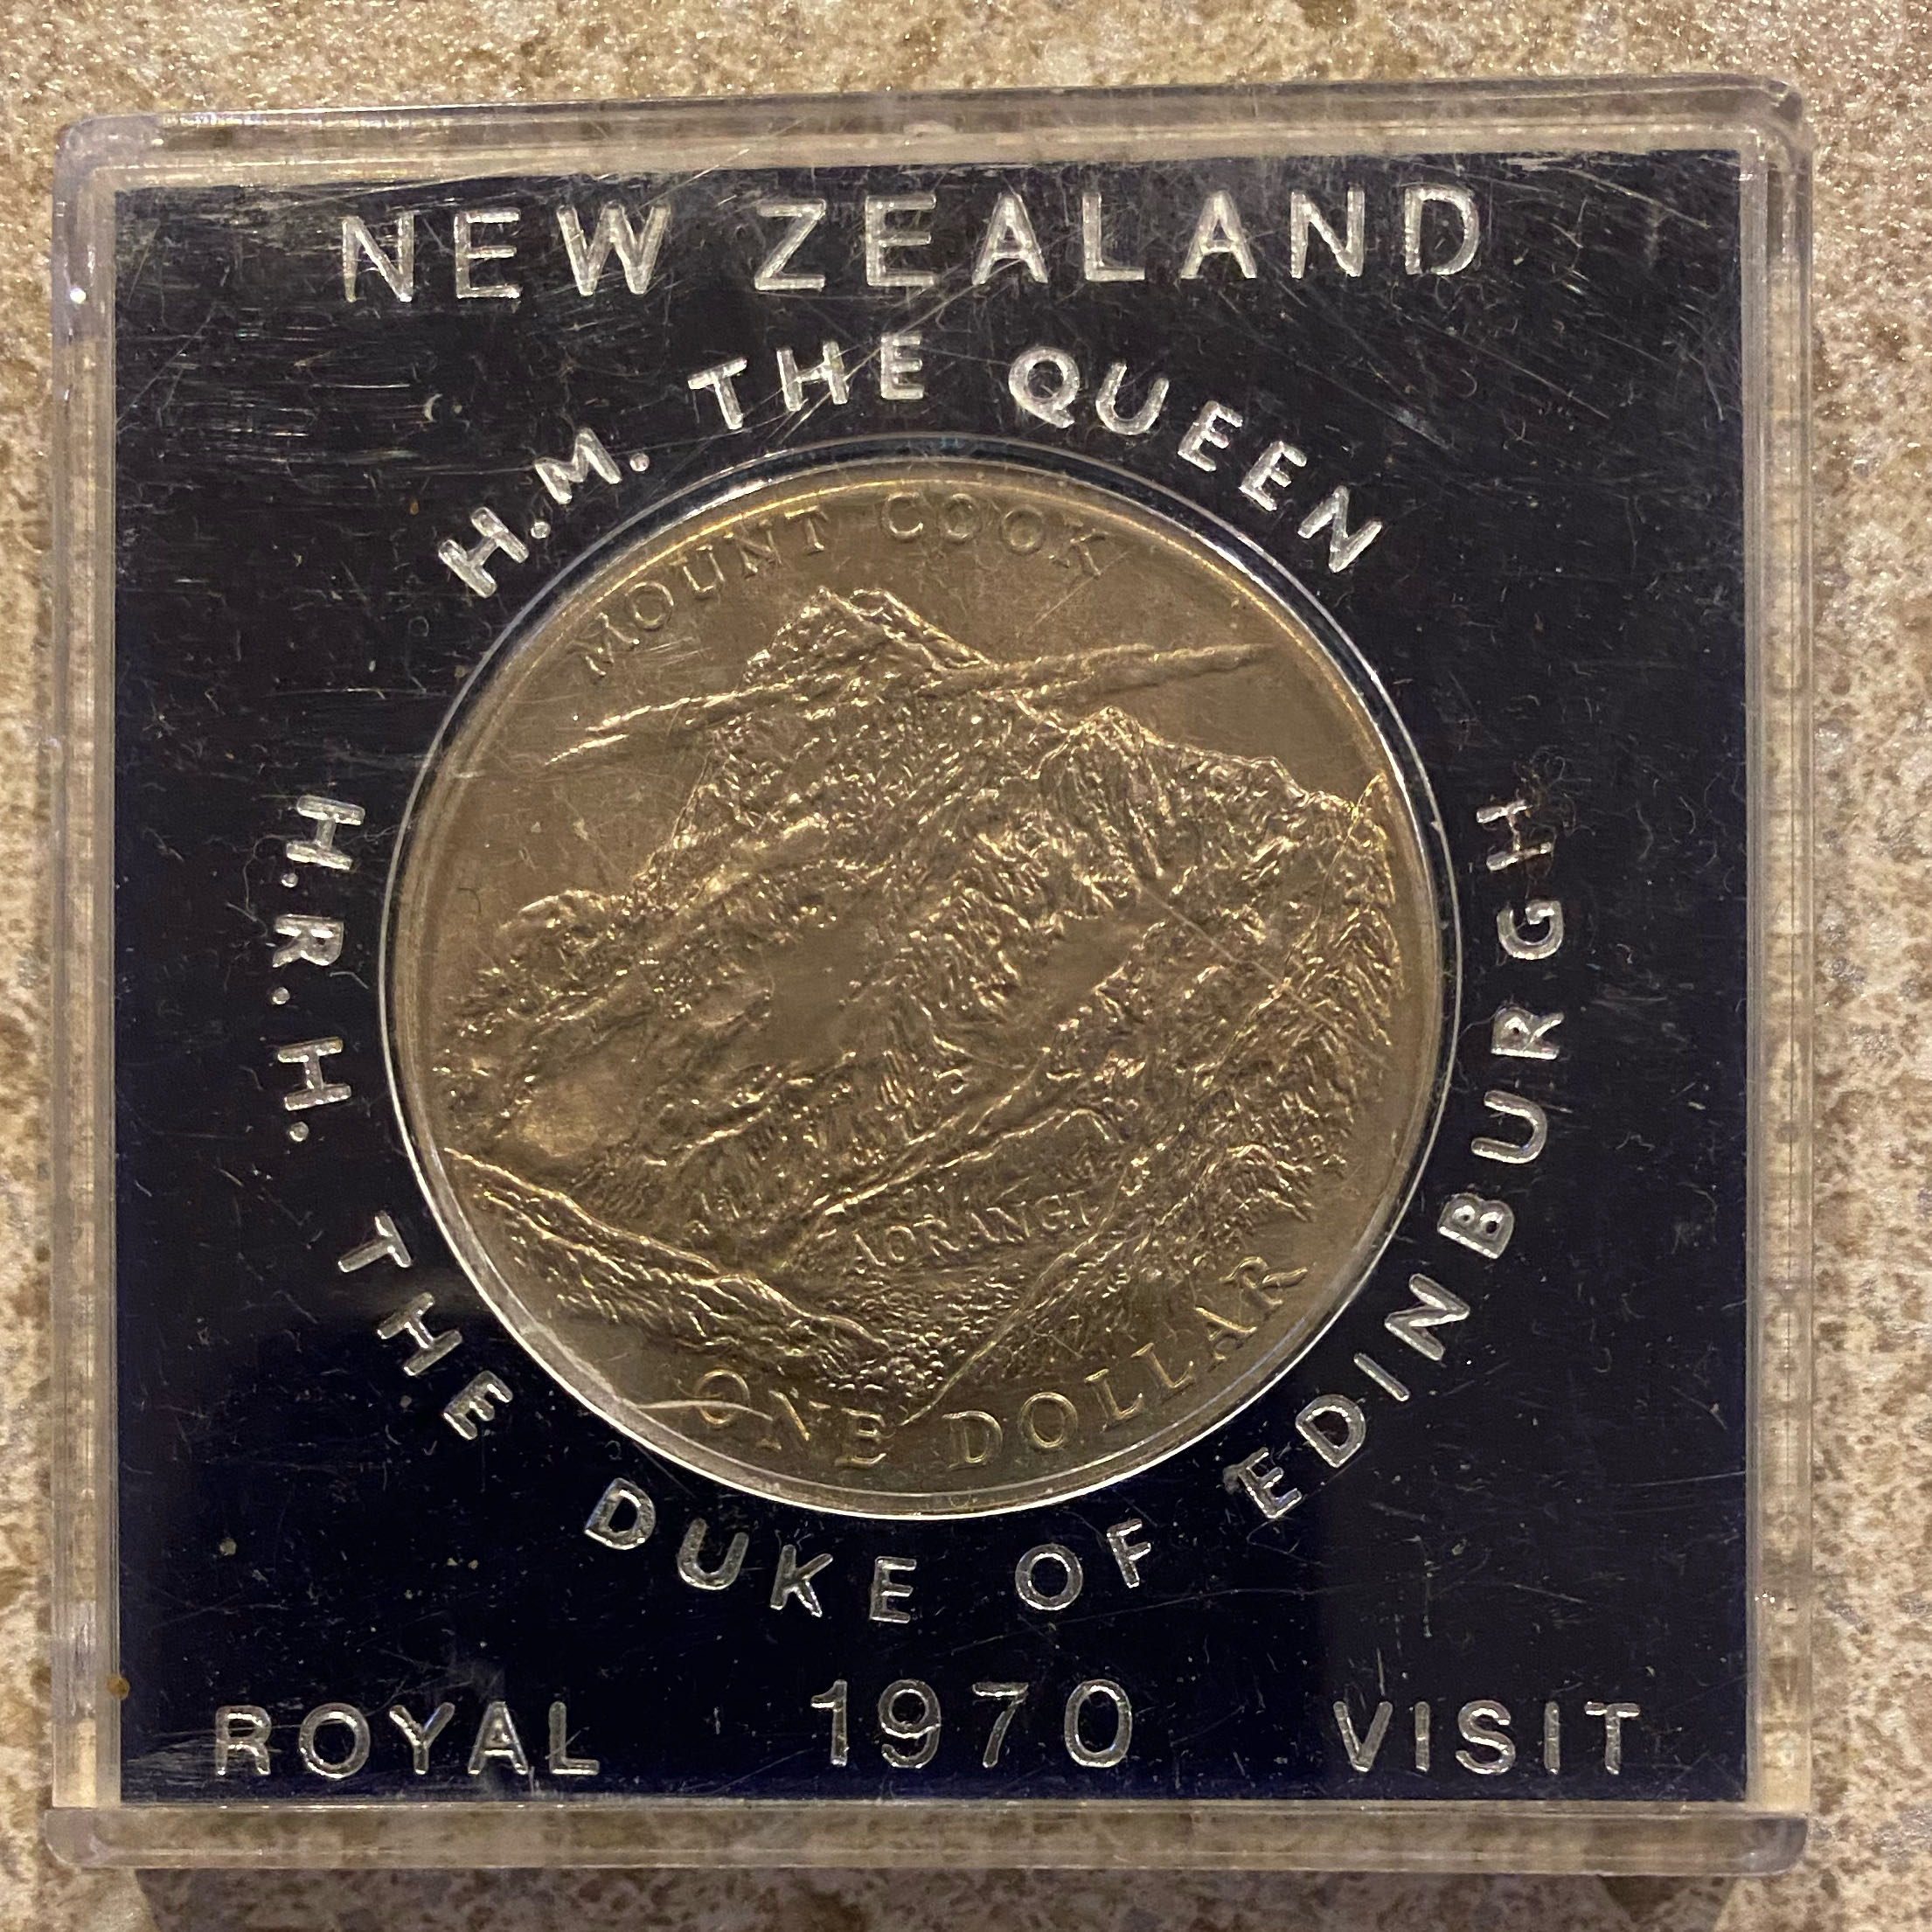 NEW ZEALAND
H.M. THE QUEEN
MOUNT COOK
AORANGI
ONE DOLLAR
H.R.H. THE DUKE OF EDINBURGH
ROYAL 1970 VISIT